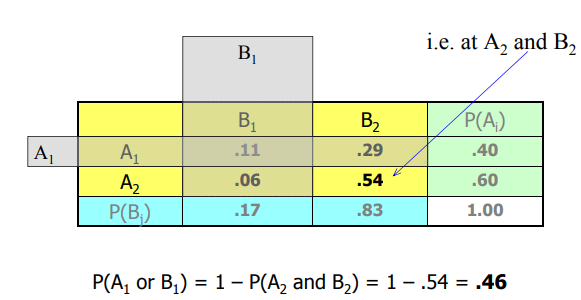 i.e. at A₂ and B₂
B₁
B₁ B₂ P(Aᵢ)
A₁ A₁ .11 .29 .40
A₂ .06 .54 .60
P(Bⱼ) .17 .83 1.00
P(A₁ or B₁) = 1 – P(A₂ and B₂) = 1 – .54 = .46